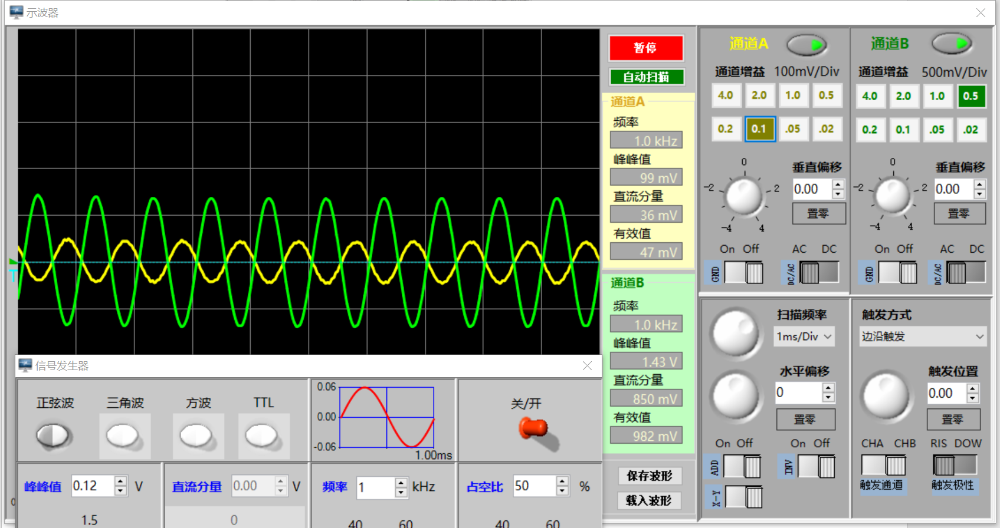 示波器
暂停
自动扫描
通道A
频率
1.0 kHz
峰峰值
99 mV
直流分量
36 mV
有效值
47 mV
通道B
频率
1.0 kHz
峰峰值
1.43 V
直流分量
850 mV
有效值
982 mV
保存波形
载入波形
通道A
通道增益 100mV/Div
4.0 2.0 1.0 0.5
0.2 0.1 .05 .02
0
-2 2
-4 4
垂直偏移
0.00
置零
On Off
GND
AC DC
DC/AC
通道B
通道增益 500mV/Div
4.0 2.0 1.0 0.5
0.2 0.1 .05 .02
0
-2 2
-4 4
垂直偏移
0.00
置零
On Off
GND
AC DC
DC/AC
扫描频率
1ms/Div
水平偏移
0
置零
On Off
ADD
On Off
INV
X-Y
触发方式
边沿触发
触发位置
0.00
置零
CHA CHB
触发通道
RIS DOW
触发极性
T
0
信号发生器
正弦波 三角波 方波 TTL
0.06
0.00
-0.06
1.00ms
关/开
峰峰值 0.12 V
1.5
直流分量 0.00 V
0
频率 1 kHz
40 60
占空比 50 %
40 60